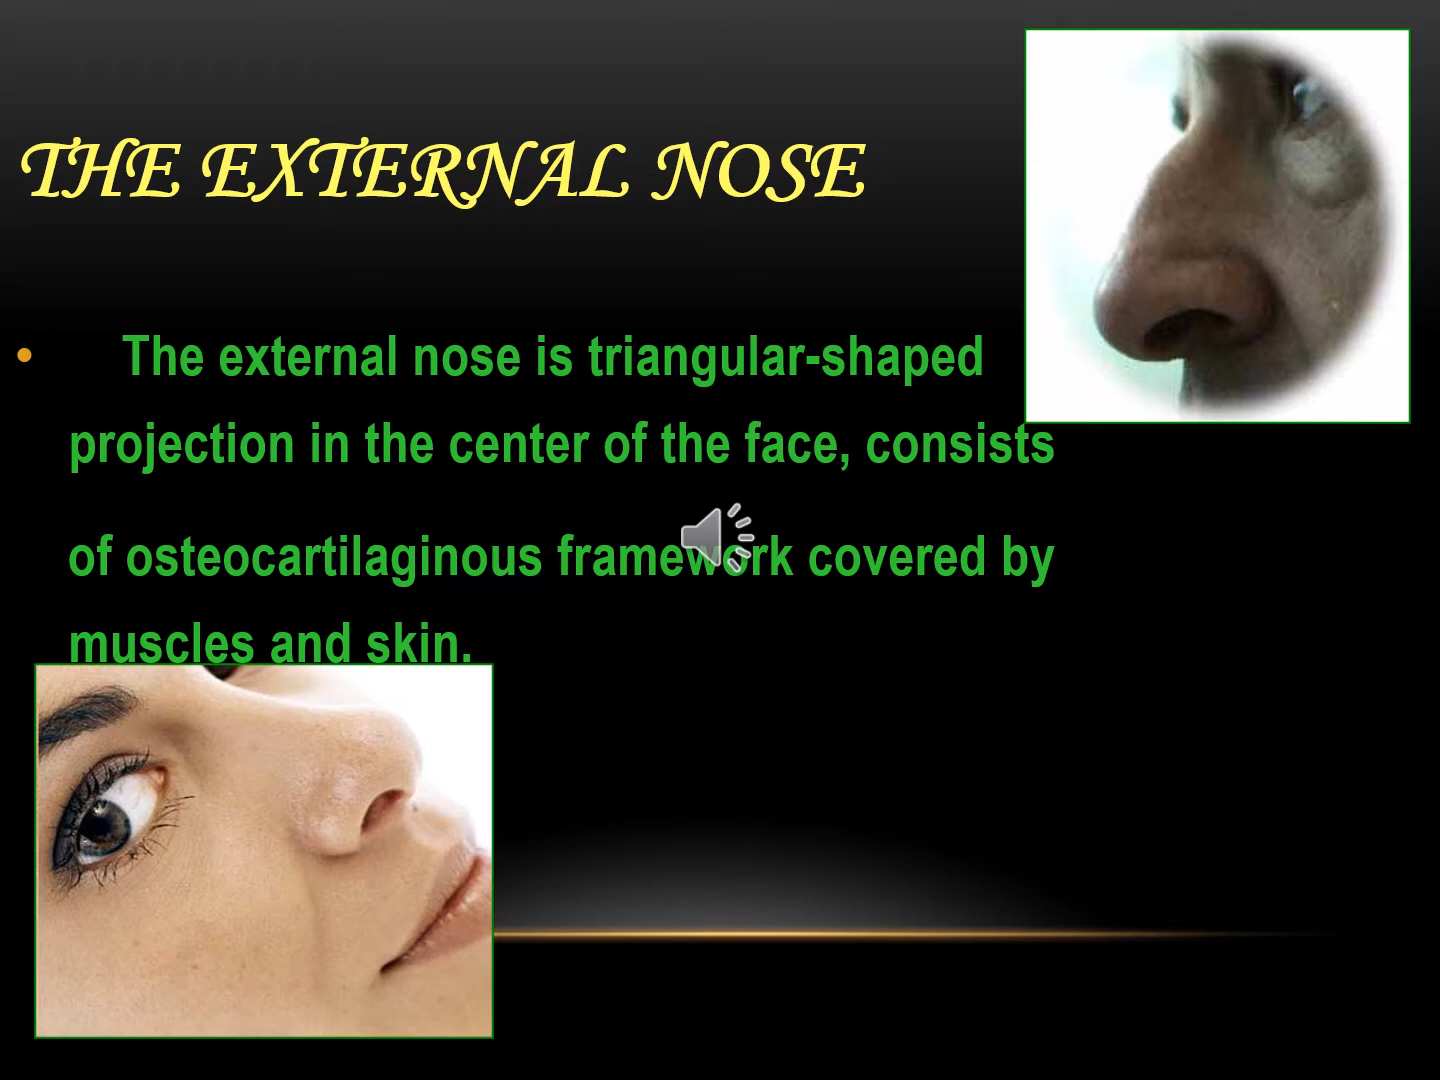 THE EXTERNAL NOSE
• The external nose is triangular-shaped
projection in the center of the face, consists
of osteocartilaginous framework covered by
muscles and skin.